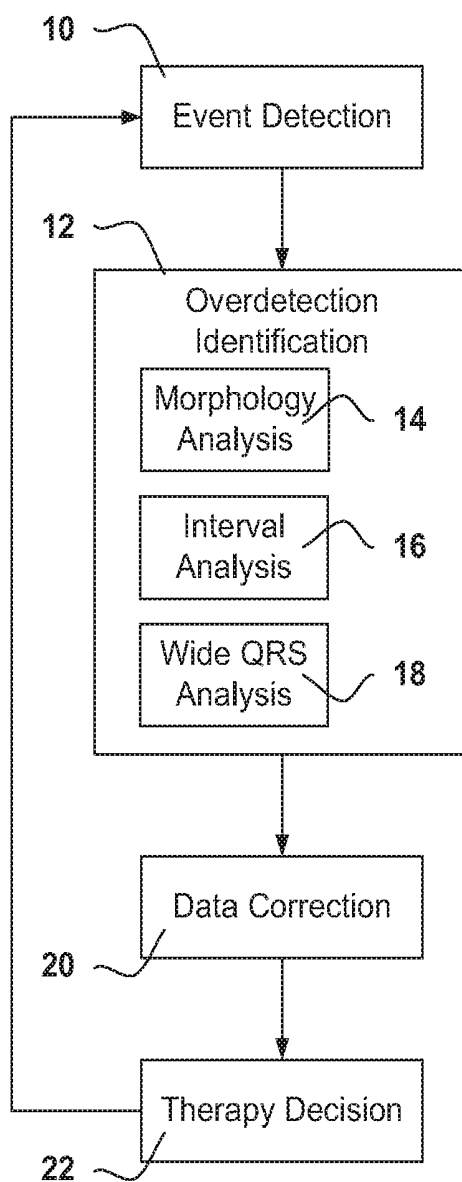 10
Event Detection
12
Overdetection
Identification
Morphology
Analysis
14
Interval
Analysis
16
Wide QRS
Analysis
18
Data Correction
20
Therapy Decision
22